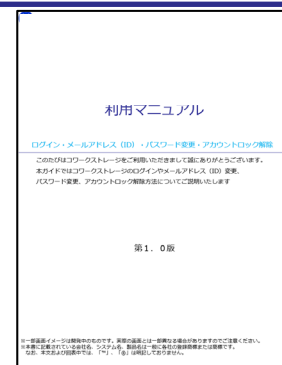 利用マニュアル
ログイン・メールアドレス（ID）・パスワード変更・アカウントロック解除
このたびはコワークストレージをご利用いただきまして誠にありがとうございます。
本ガイドではコワークストレージのログインやメールアドレス（ID）変更、
パスワード変更、アカウントロック解除方法についてご説明いたします
第1．0版
※一部画面イメージは開発中のものです。実際の画面とは一部異なる場合がありますのでご注意ください。
※本書に記載されている会社名、システム名、製品名は一般に各社の登録商標または商標です。
なお、本文および図表中では、「™」、「®」は明記しておりません。